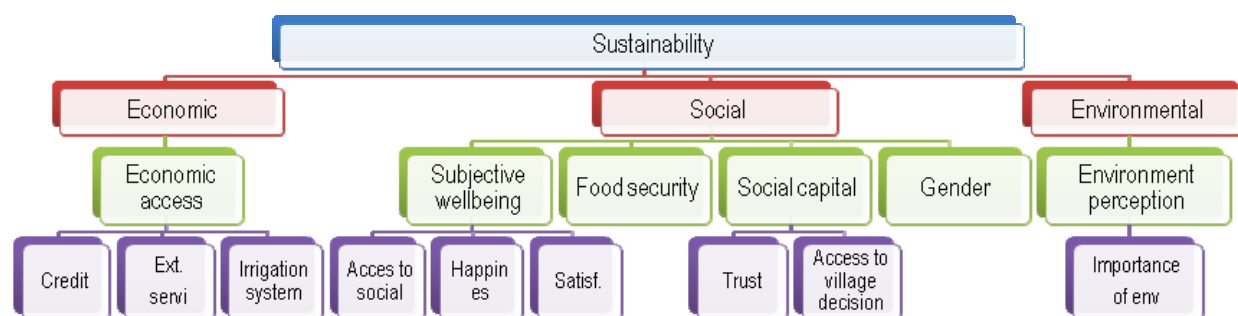 Sustainability
Economic
Social
Environmental
Economic
access
Subjective
wellbeing
Food security
Social capital
Gender
Environment
perception
Credit
Ext.
servi
Irrigation
system
Acces to
social
Happin
es
Satisf.
Trust
Access to
village
decision
Importance
of env